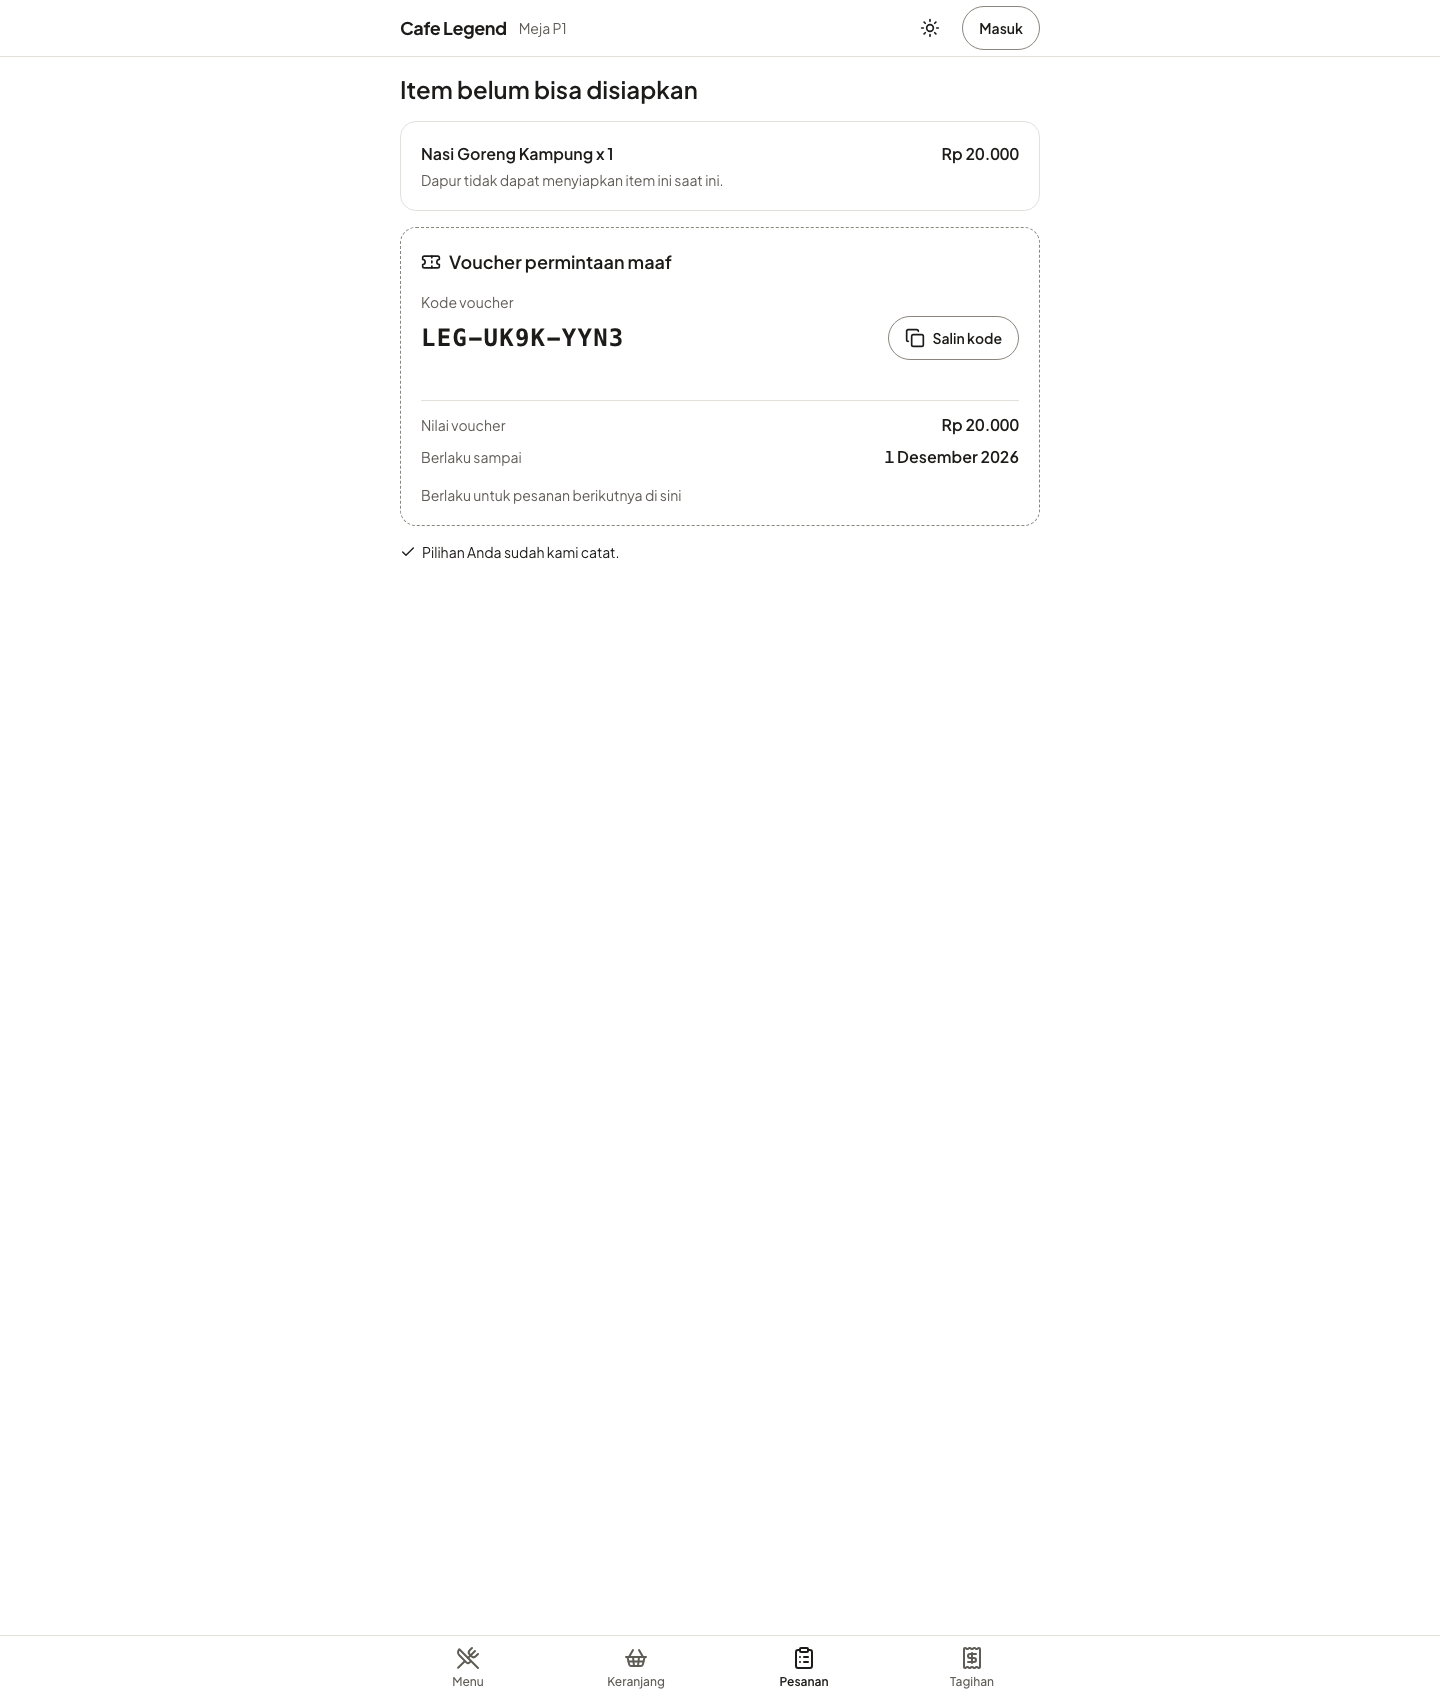 Cafe Legend Meja P1 Masuk
Item belum bisa disiapkan
Nasi Goreng Kampung x 1 Rp 20.000
Dapur tidak dapat menyiapkan item ini saat ini.
Voucher permintaan maaf
Kode voucher
LEG-UK9K-YYN3 Salin kode
Nilai voucher Rp 20.000
Berlaku sampai 1 Desember 2026
Berlaku untuk pesanan berikutnya di sini
Pilihan Anda sudah kami catat.
Menu Keranjang Pesanan Tagihan